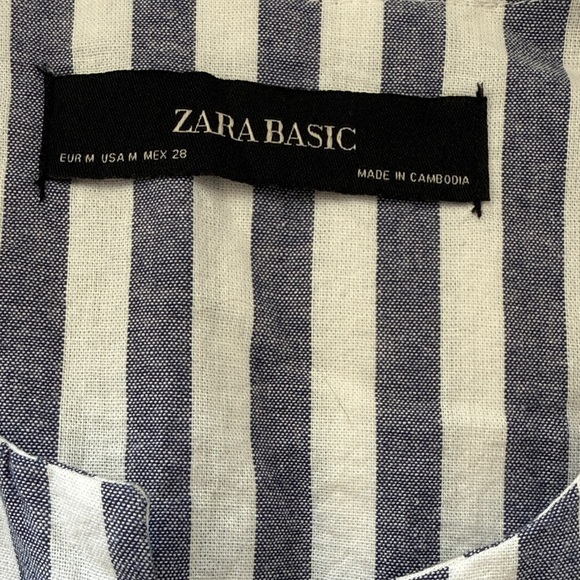 ZARA BASIC
EUR M USA M MEX 28
MADE IN CAMBODIA